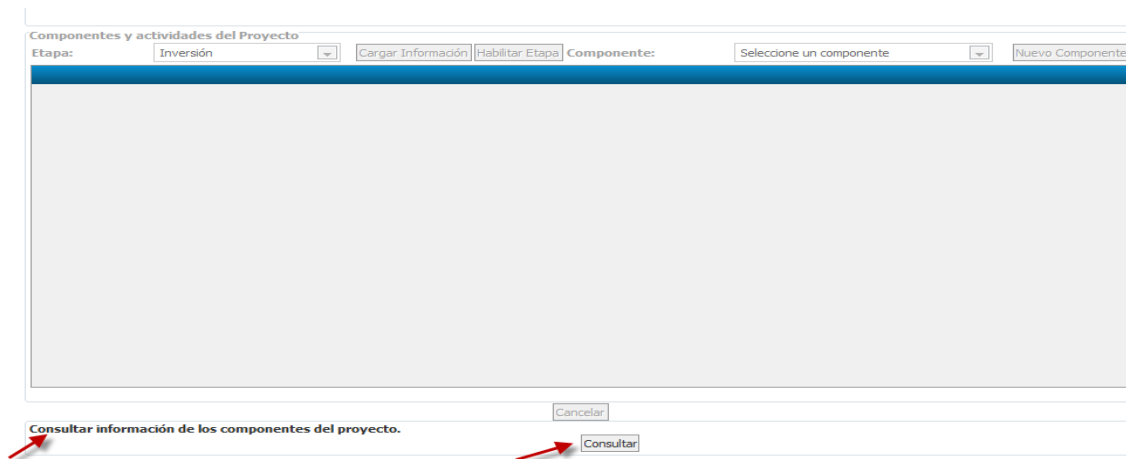 Componentes y actividades del Proyecto
Etapa: Inversión Cargar Información Habilitar Etapa Componente: Seleccione un componente Nuevo Componente
Cancelar
Consultar información de los componentes del proyecto.
Consultar